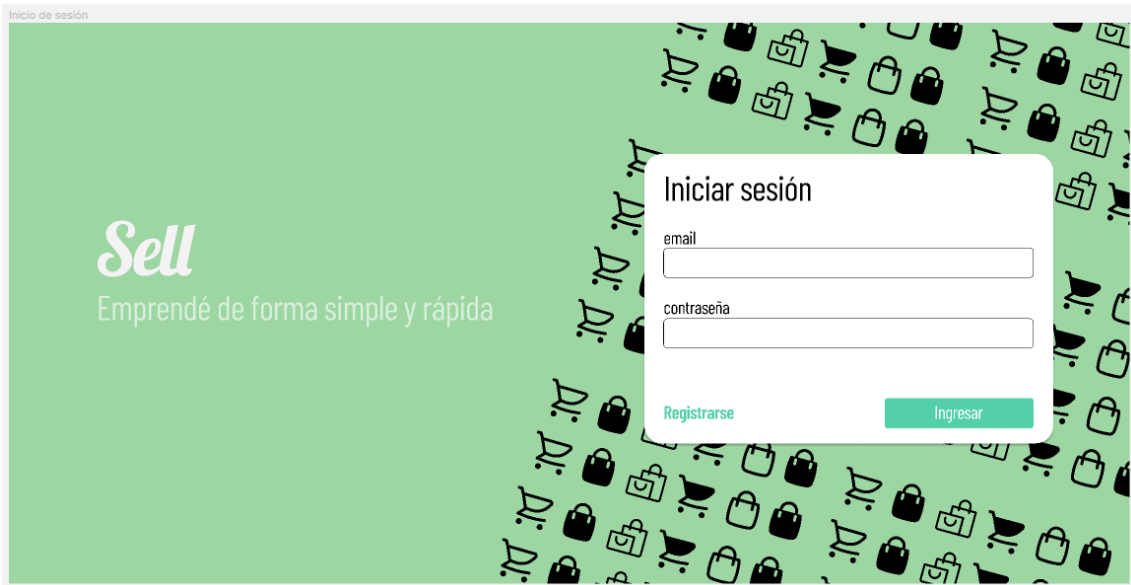 Inicio de sesión
Sell
Emprendé de forma simple y rápida
Iniciar sesión
email
contraseña
Registrarse
Ingresar